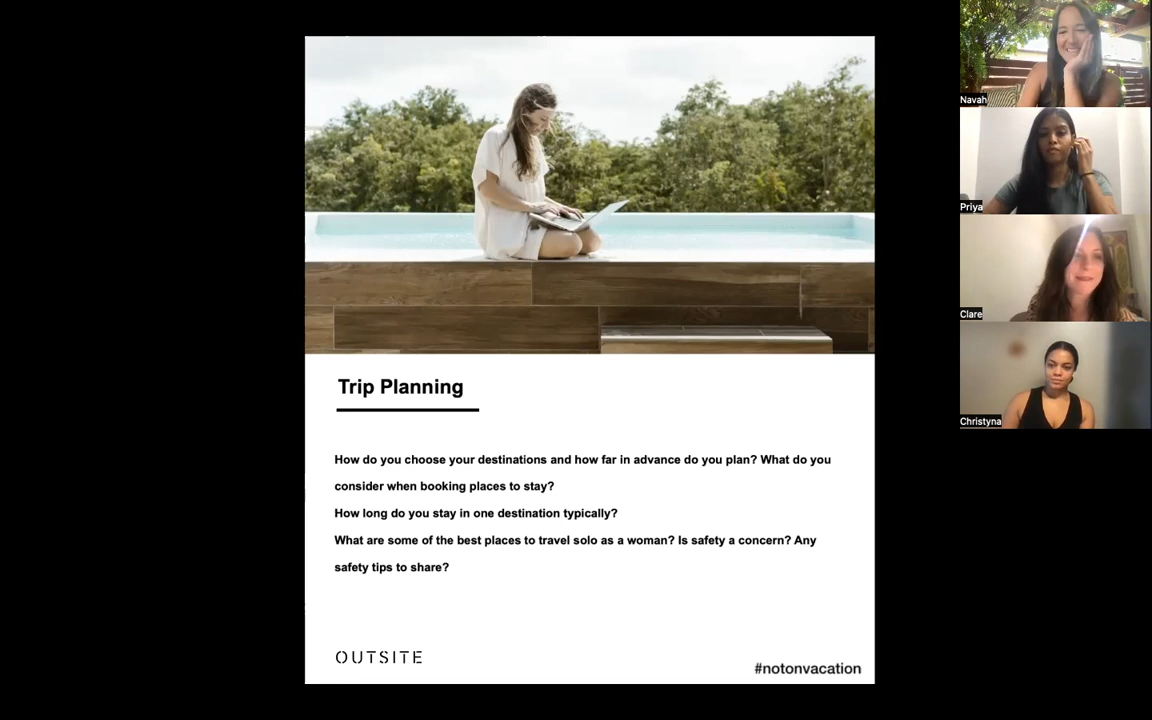 Navah
Priya
Clare
Christyna
Trip Planning
How do you choose your destinations and how far in advance do you plan? What do you
consider when booking places to stay?
How long do you stay in one destination typically?
What are some of the best places to travel solo as a woman? Is safety a concern? Any
safety tips to share?
OUTSITE
#notonvacation